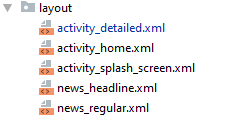 layout
activity_detailed.xml
activity_home.xml
activity_splash_screen.xml
news_headline.xml
news_regular.xml